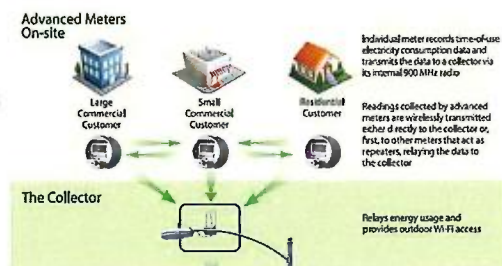 Advanced Meters
On-site
Large
Commercial
Customer
Small
Commercial
Customer
Residential
Customer
Individual meter records time-of-use
electricity consumption data and
transmits the data to a collector via
its internal 900 MHz radio
Readings collected by advanced
meters are wirelessly transmitted
either directly to the collector or,
first, to other meters that act as
repeaters, relaying the data to
the collector
The Collector
Relays energy usage and
provides outdoor Wi-Fi access